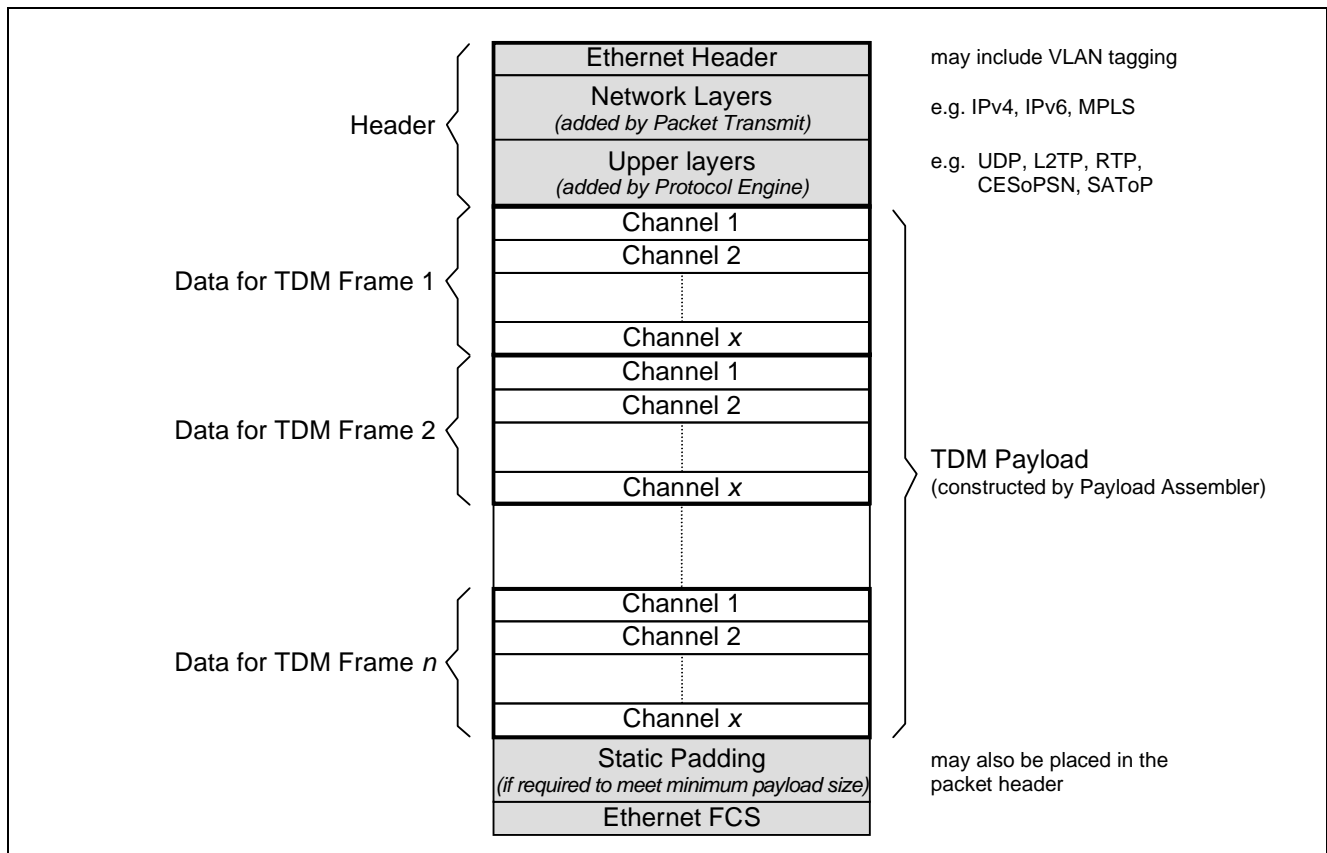 Ethernet Header
may include VLAN tagging
Header
Network Layers
(added by Packet Transmit)
e.g. IPv4, IPv6, MPLS
Upper layers
(added by Protocol Engine)
e.g. UDP, L2TP, RTP,
CESoPSN, SAToP
Data for TDM Frame 1
Channel 1
Channel 2
Channel x
Data for TDM Frame 2
Channel 1
Channel 2
Channel x
TDM Payload
(constructed by Payload Assembler)
Data for TDM Frame n
Channel 1
Channel 2
Channel x
Static Padding
(if required to meet minimum payload size)
may also be placed in the
packet header
Ethernet FCS